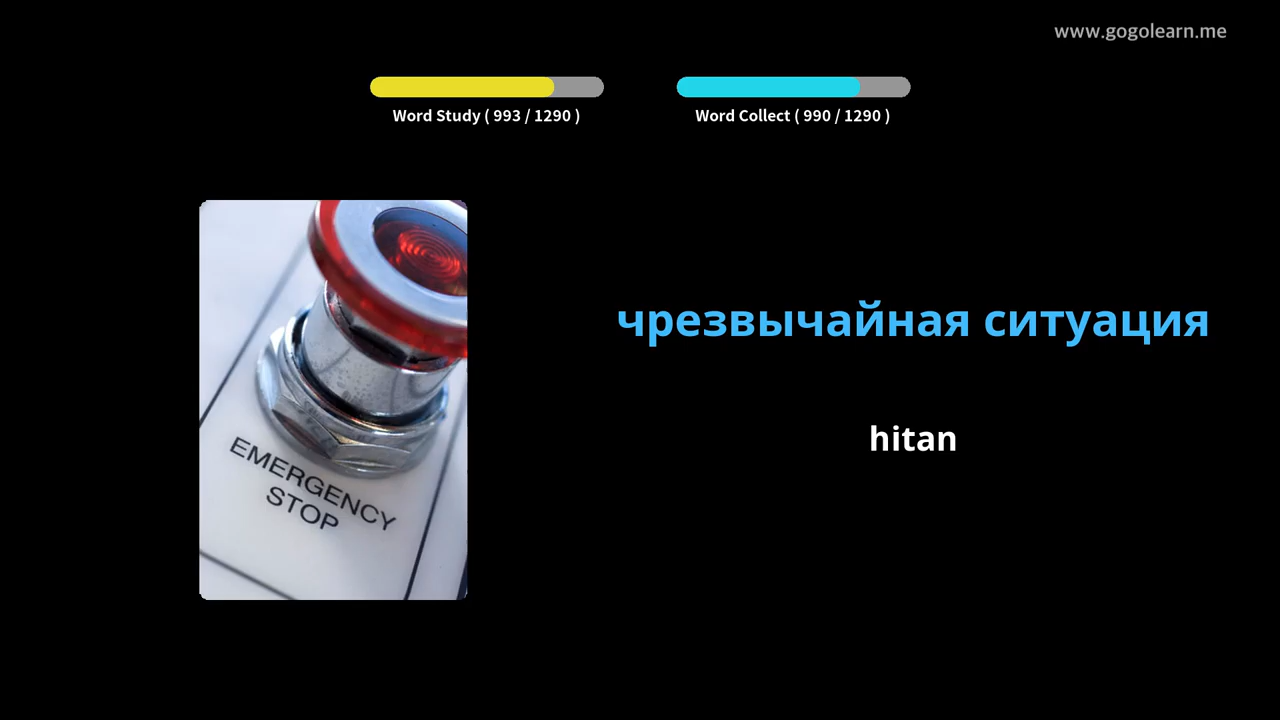 www.gogolearn.me
Word Study ( 993 / 1290 )
Word Collect ( 990 / 1290 )
чрезвычайная ситуация
hitan
EMERGENCY
STOP